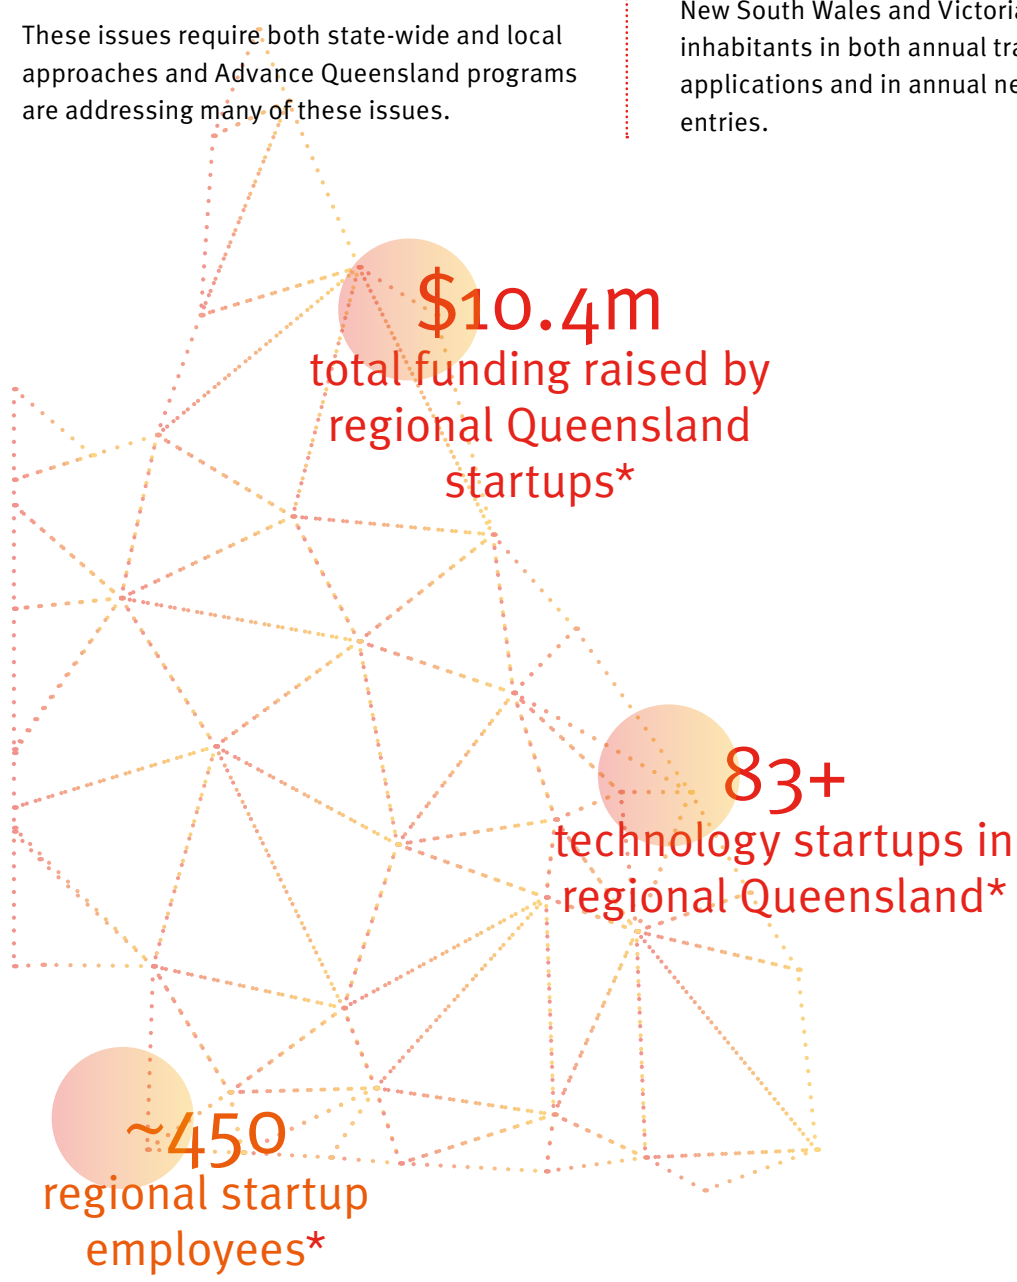 These issues require both state-wide and local
approaches and Advance Queensland programs
are addressing many of these issues.
New South Wales and Victoria
inhabitants in both annual tra
applications and in annual ne
entries.
$10.4m
total funding raised by
regional Queensland
startups*
83+
technology startups in
regional Queensland*
~450
regional startup
employees*